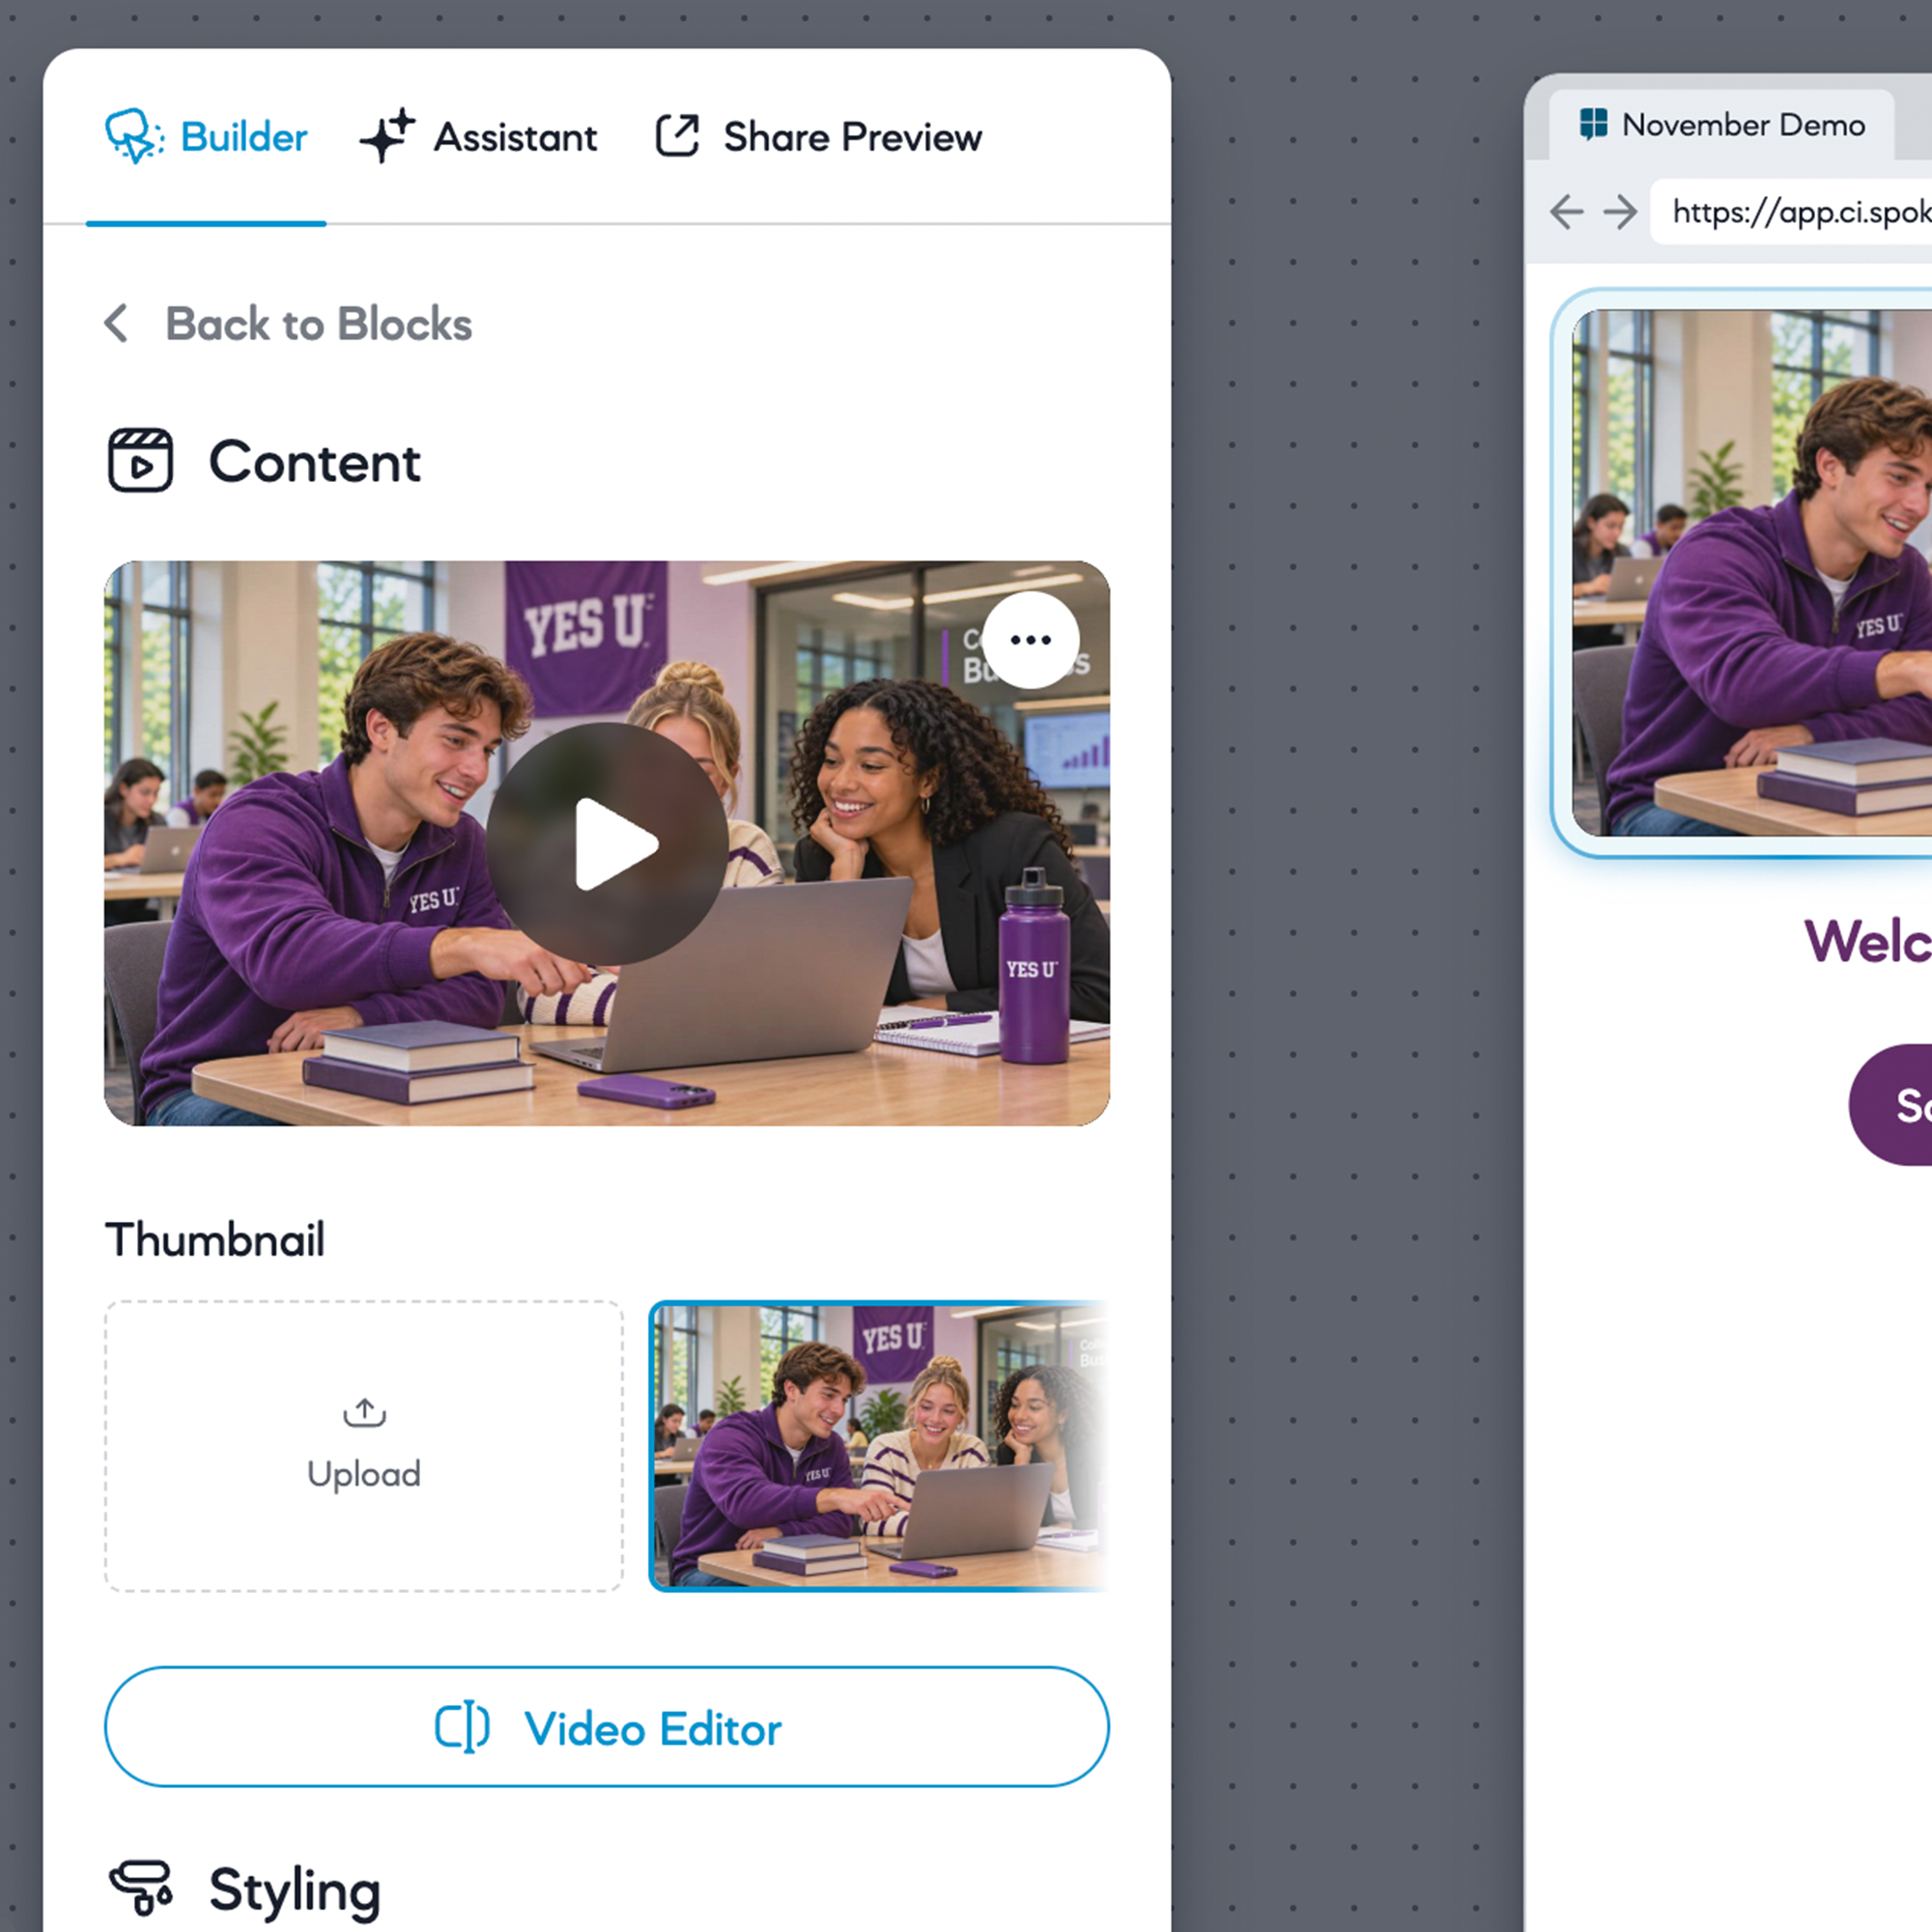 Builder
Assistant
Share Preview
Back to Blocks
Content
YES U
YES U
YES U
Thumbnail
Upload
YES U
YES U
Video Editor
Styling
November Demo
https://app.ci.spok
YES U
Welc